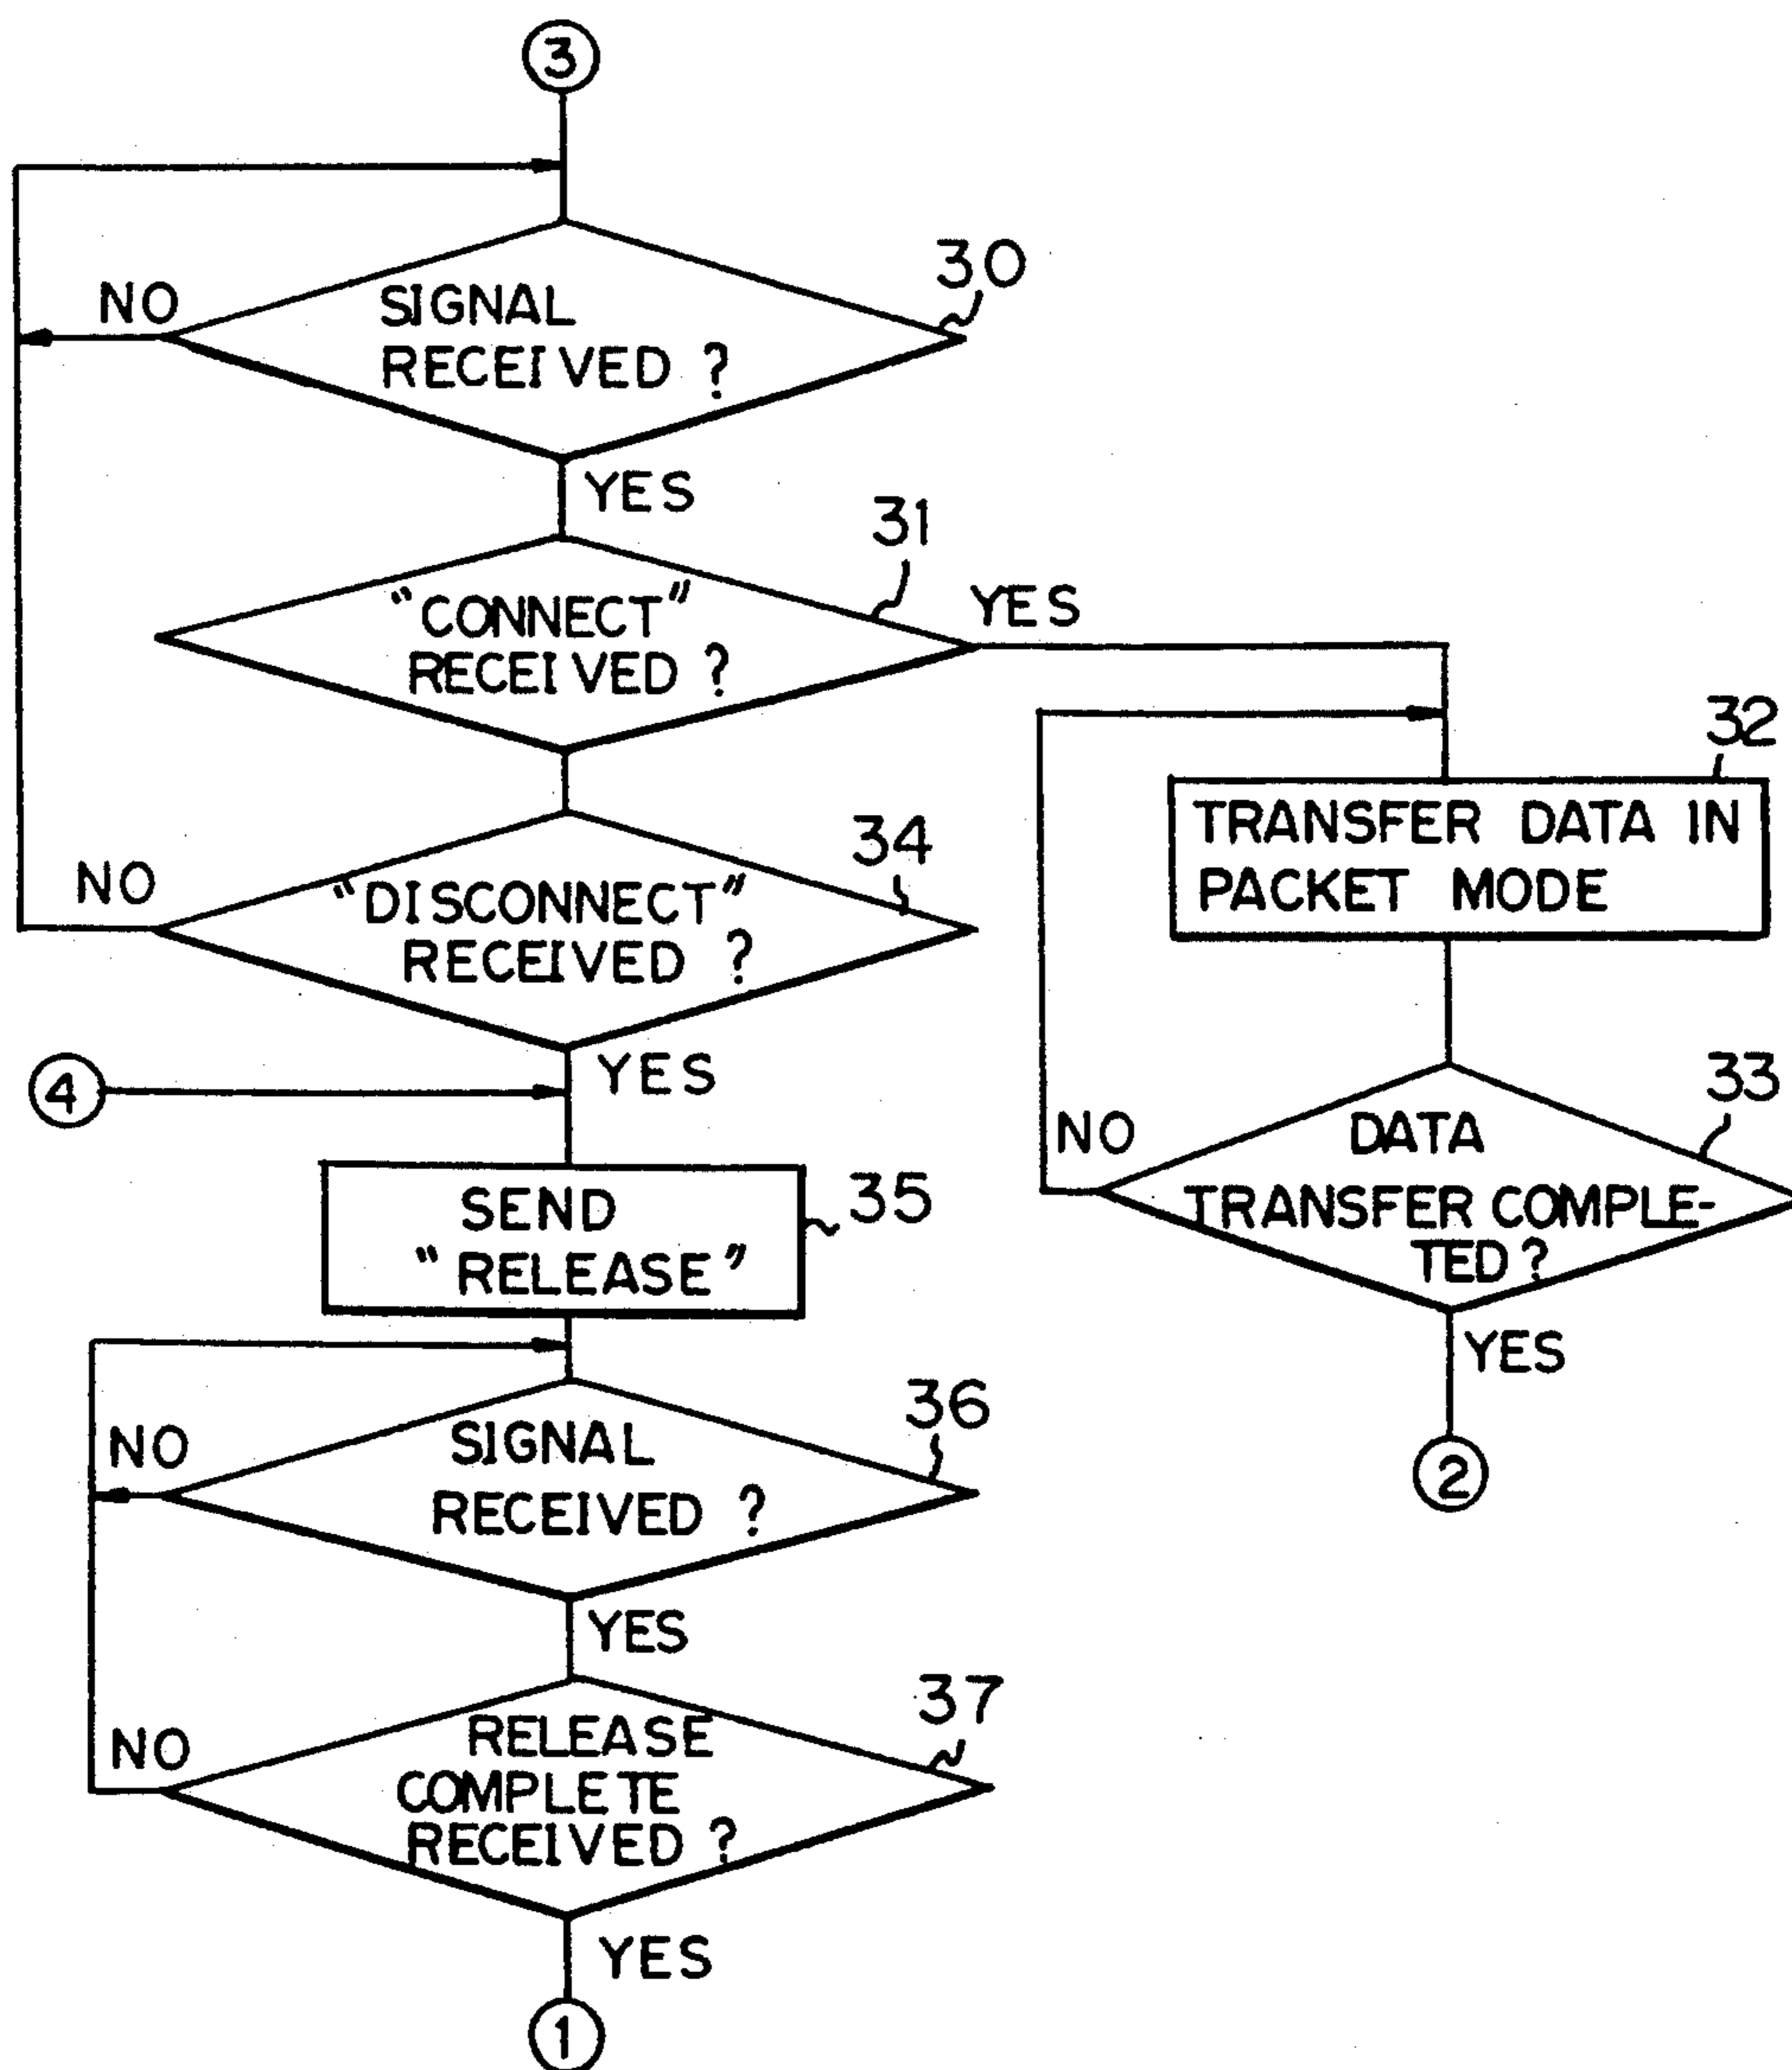 3
30
NO
SIGNAL
RECEIVED ?
YES
31
"CONNECT"
RECEIVED ?
YES
32
TRANSFER DATA IN
PACKET MODE
34
NO
"DISCONNECT"
RECEIVED ?
YES
4
33
NO
DATA
TRANSFER COMPLE-
TED ?
YES
2
35
SEND
"RELEASE"
36
NO
SIGNAL
RECEIVED ?
YES
37
NO
RELEASE
COMPLETE
RECEIVED ?
YES
1